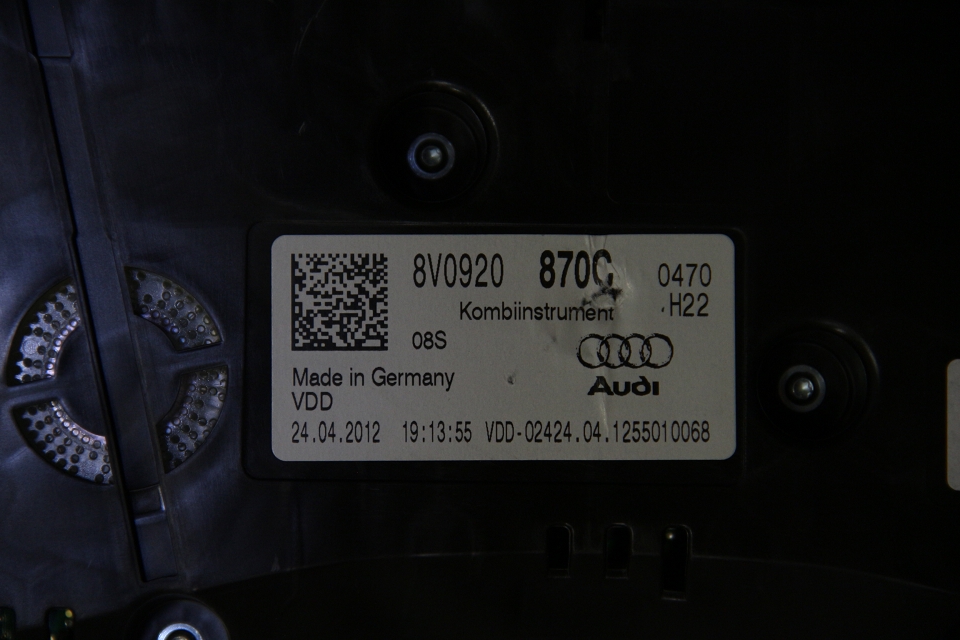 8V0920 870C 0470
Kombiinstrument H22
08S
Audi
Made in Germany
VDD
24.04.2012 19:13:55 VDD-02424.04.1255010068